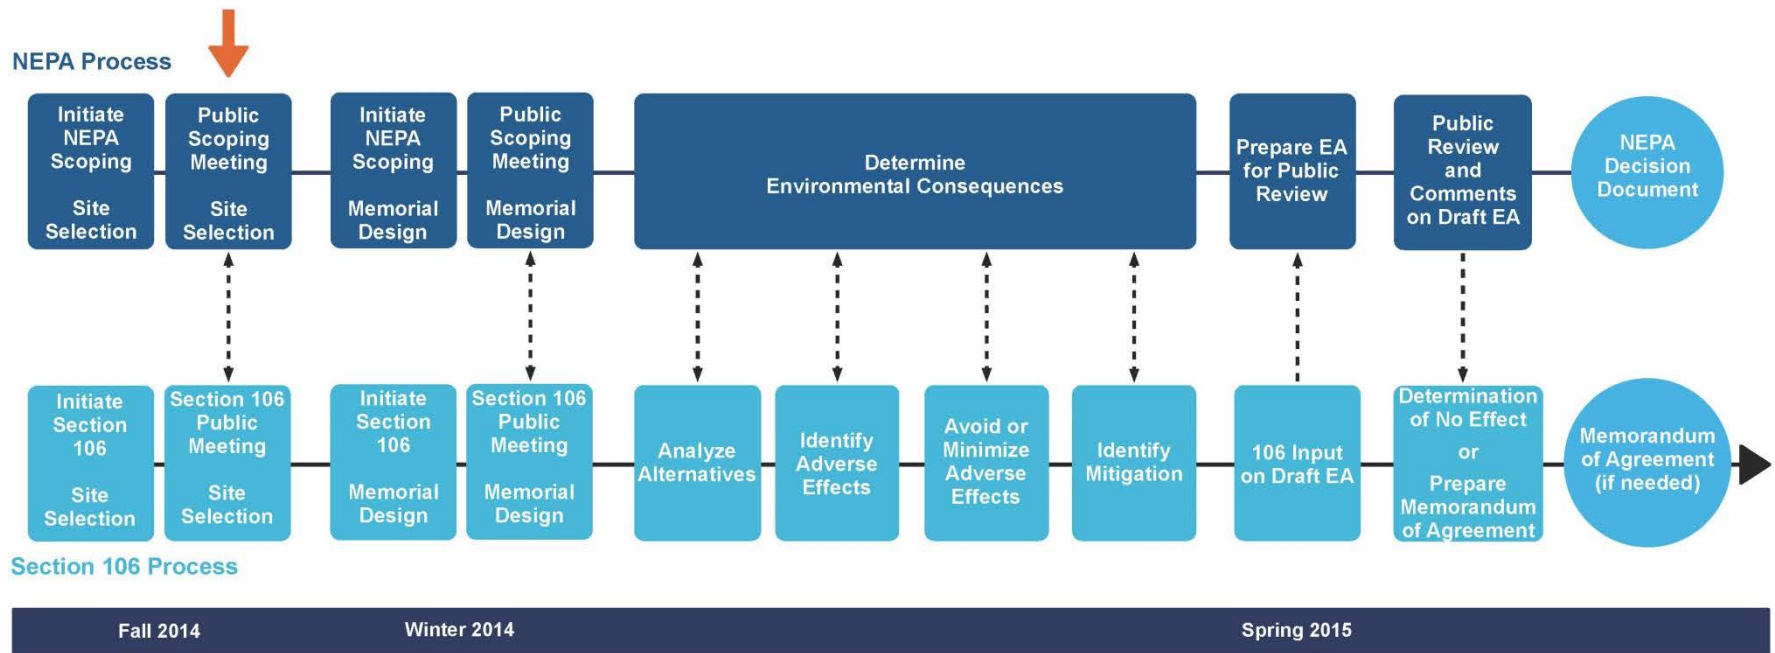 NEPA Process
Initiate
NEPA
Scoping
Site
Selection
Public
Scoping
Meeting
Site
Selection
Initiate
NEPA
Scoping
Memorial
Design
Public
Scoping
Meeting
Memorial
Design
Determine
Environmental Consequences
Prepare EA
for Public
Review
Public
Review
and
Comments
on Draft EA
NEPA
Decision
Document
Initiate
Section
106
Site
Selection
Section 106
Public
Meeting
Site
Selection
Initiate
Section
106
Memorial
Design
Section 106
Public
Meeting
Memorial
Design
Analyze
Alternatives
Identify
Adverse
Effects
Avoid or
Minimize
Adverse
Effects
Identify
Mitigation
106 Input
on Draft EA
Determination
of No Effect
or
Prepare
Memorandum
of Agreement
Memorandum
of Agreement
(if needed)
Section 106 Process
Fall 2014
Winter 2014
Spring 2015